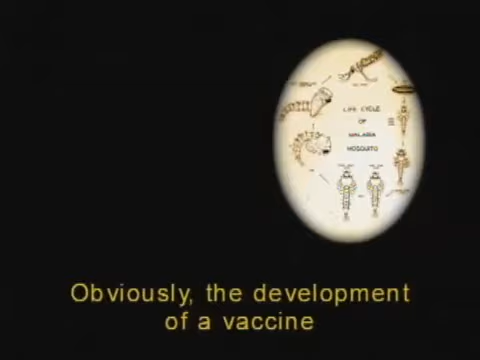 LIFE CYCLE
OF
MALARIA
MOSQUITO
Obviously, the development
of a vaccine